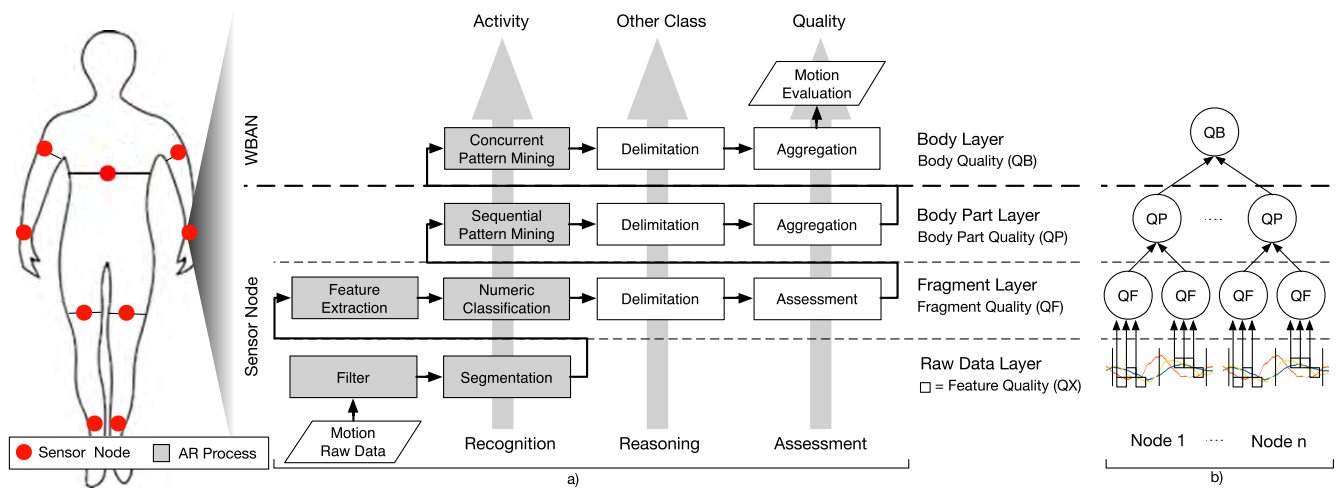 Activity
Other Class
Quality
Motion
Evaluation
WBAN
Concurrent
Pattern Mining
Delimitation
Aggregation
Body Layer
Body Quality (QB)
Sequential
Pattern Mining
Delimitation
Aggregation
Body Part Layer
Body Part Quality (QP)
Sensor Node
Feature
Extraction
Numeric
Classification
Delimitation
Assessment
Fragment Layer
Fragment Quality (QF)
Filter
Segmentation
Raw Data Layer
= Feature Quality (QX)
Motion
Raw Data
Recognition
Reasoning
Assessment
Sensor Node
AR Process
a)
QB
QP
.....
QP
QF
QF
QF
QF
Node 1
.....
Node n
b)